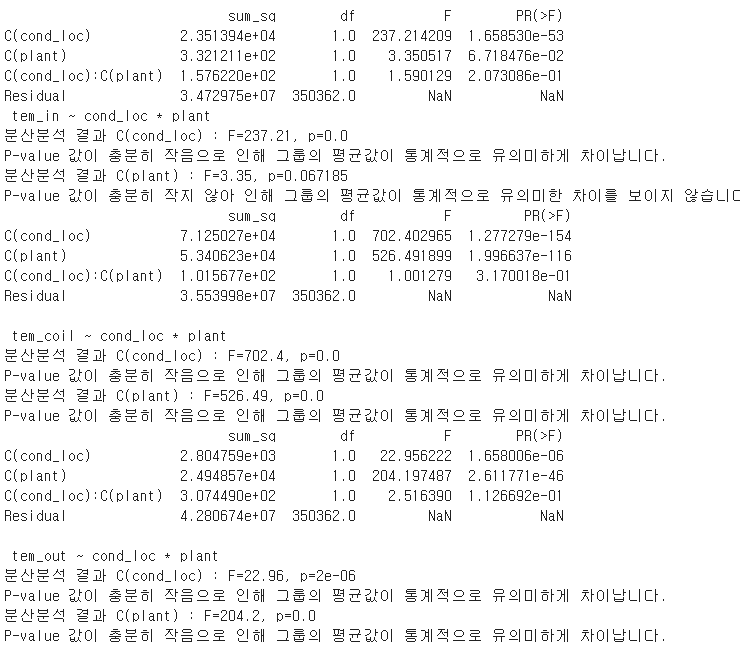 sum_sq df F PR(>F)
C(cond_loc) 2.351394e+04 1.0 237.214209 1.658530e-53
C(plant) 3.321211e+02 1.0 3.350517 6.718476e-02
C(cond_loc):C(plant) 1.576220e+02 1.0 1.590129 2.073086e-01
Residual 3.472975e+07 350362.0 NaN NaN
tem_in ~ cond_loc * plant
분산분석 결과 C(cond_loc) : F=237.21, p=0.0
P-value 값이 충분히 작음으로 인해 그룹의 평균값이 통계적으로 유의미하게 차이납니다.
분산분석 결과 C(plant) : F=3.35, p=0.067185
P-value 값이 충분히 작지 않아 인해 그룹의 평균값이 통계적으로 유의미한 차이를 보이지 않습니다
sum_sq df F PR(>F)
C(cond_loc) 7.125027e+04 1.0 702.402965 1.277279e-154
C(plant) 5.340623e+04 1.0 526.491899 1.996637e-116
C(cond_loc):C(plant) 1.015677e+02 1.0 1.001279 3.170018e-01
Residual 3.553998e+07 350362.0 NaN NaN
tem_coil ~ cond_loc * plant
분산분석 결과 C(cond_loc) : F=702.4, p=0.0
P-value 값이 충분히 작음으로 인해 그룹의 평균값이 통계적으로 유의미하게 차이납니다.
분산분석 결과 C(plant) : F=526.49, p=0.0
P-value 값이 충분히 작음으로 인해 그룹의 평균값이 통계적으로 유의미하게 차이납니다.
sum_sq df F PR(>F)
C(cond_loc) 2.804759e+03 1.0 22.956222 1.658006e-06
C(plant) 2.494857e+04 1.0 204.197487 2.611771e-46
C(cond_loc):C(plant) 3.074490e+02 1.0 2.516390 1.126692e-01
Residual 4.280674e+07 350362.0 NaN NaN
tem_out ~ cond_loc * plant
분산분석 결과 C(cond_loc) : F=22.96, p=2e-06
P-value 값이 충분히 작음으로 인해 그룹의 평균값이 통계적으로 유의미하게 차이납니다.
분산분석 결과 C(plant) : F=204.2, p=0.0
P-value 값이 충분히 작음으로 인해 그룹의 평균값이 통계적으로 유의미하게 차이납니다.